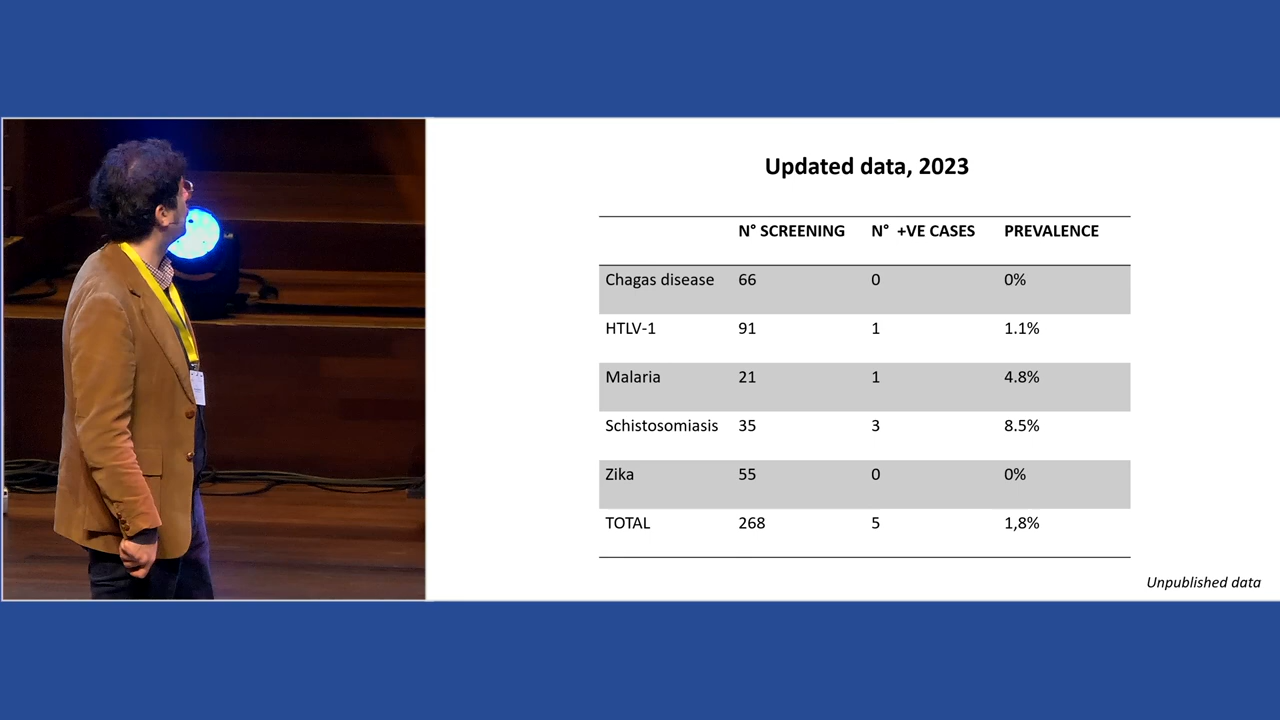 Updated data, 2023
N° SCREENING N° +VE CASES PREVALENCE
Chagas disease 66 0 0%
HTLV-1 91 1 1.1%
Malaria 21 1 4.8%
Schistosomiasis 35 3 8.5%
Zika 55 0 0%
TOTAL 268 5 1,8%
Unpublished data